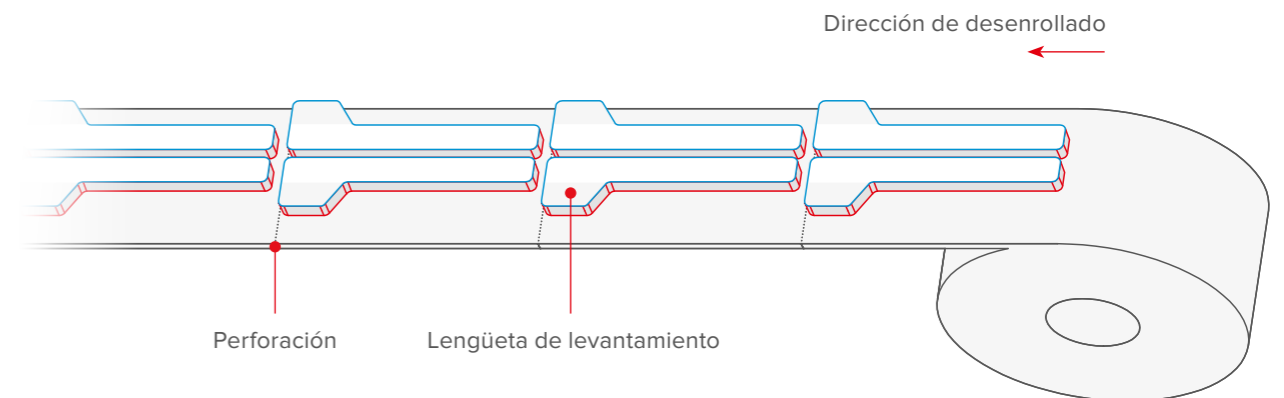 Dirección de desenrollado
Perforación
Lengüeta de levantamiento